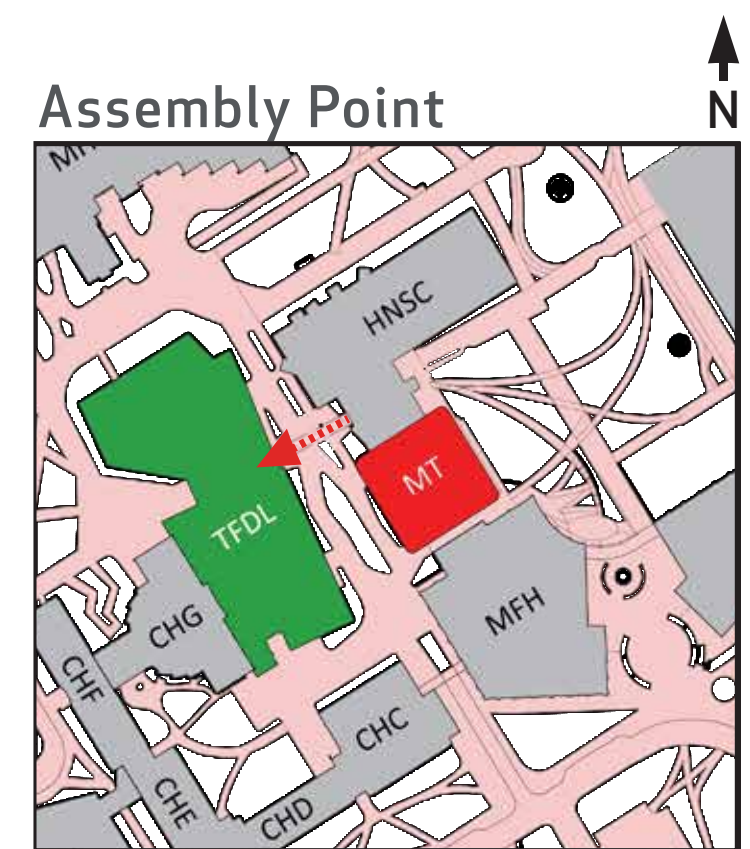 Assembly Point
N
HNSC
MT
TFDL
MFH
CHG
CHF
CHC
CHE
CHD